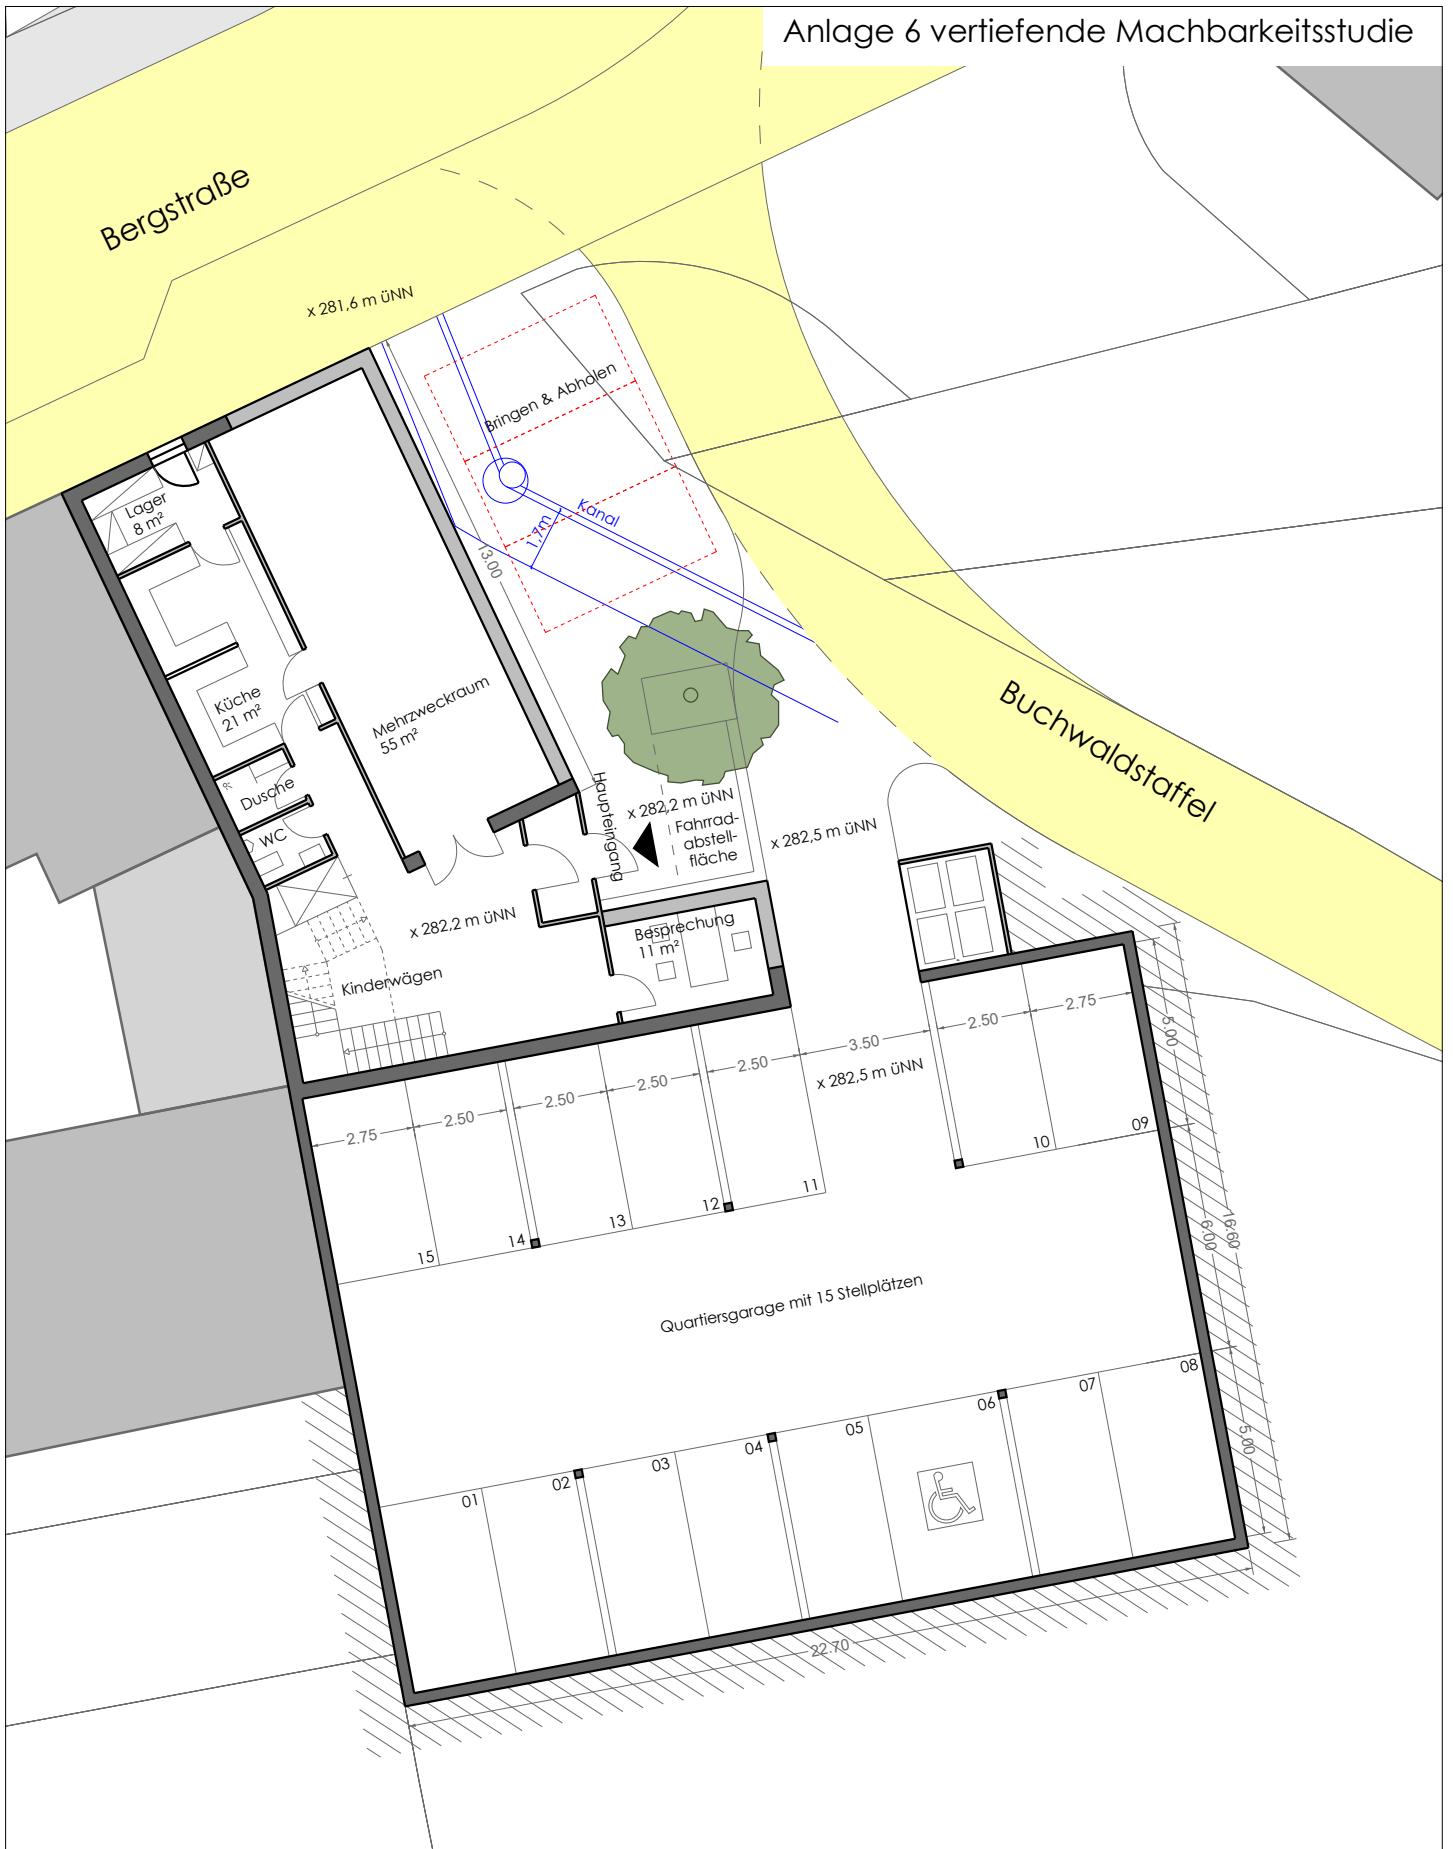 Anlage 6 vertiefende Machbarkeitsstudie
Bergstraße
x 281,6 m üNN
Bringen & Abholen
Kanal
1,7m
13.00
Lager
8 m²
Küche
21 m²
Mehrzweckraum
55 m²
Dusche
WC
Haupteingang
x 282,2 m üNN
Fahrrad-
abstell-
fläche
x 282,5 m üNN
Buchwaldstaffel
x 282,2 m üNN
Besprechung
11 m²
Kinderwägen
2.75
2.50
2.50
2.50
2.50
3.50
2.50
2.75
x 282,5 m üNN
5.00
6.00
16.60
5.00
15
14
13
12
11
10
09
Quartiersgarage mit 15 Stellplätzen
01
02
03
04
05
06
07
08
22.70